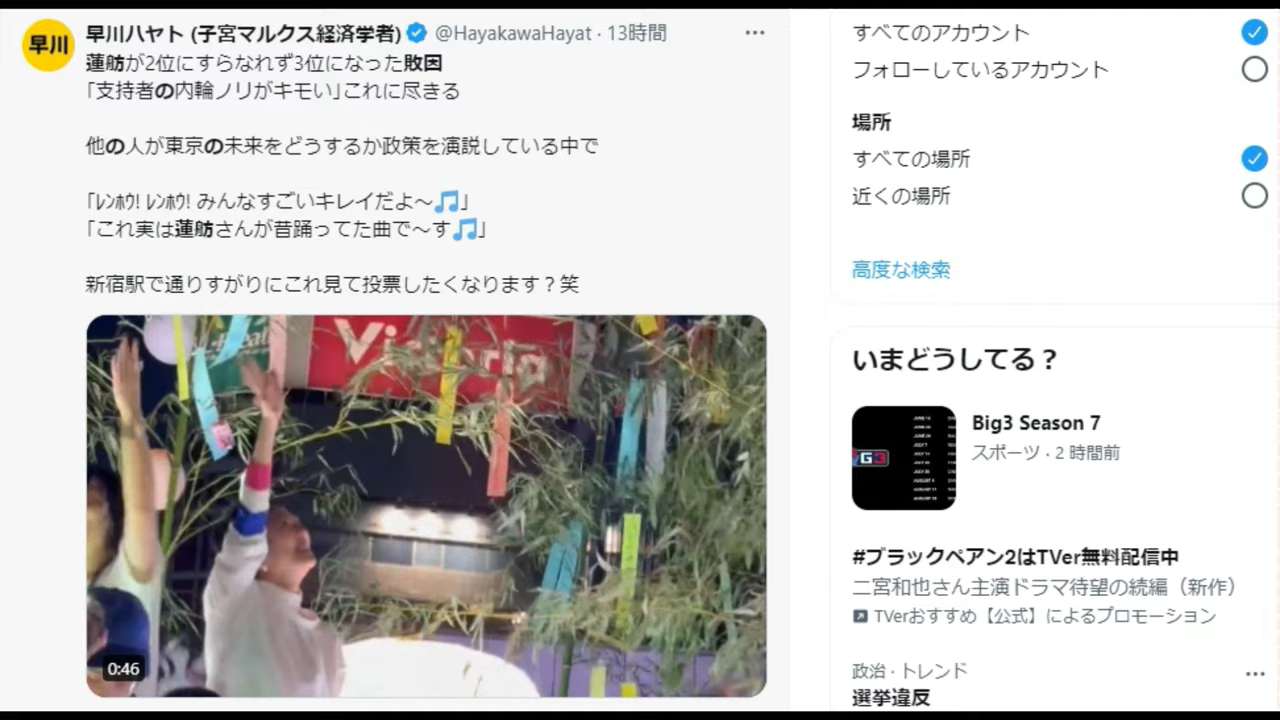 早川
早川ハヤト (子宮マルクス経済学者) @HayakawaHayat · 13時間
蓮舫が2位にすらなれず3位になった敗因
「支持者の内輪ノリがキモい」これに尽きる
他の人が東京の未来をどうするか政策を演説している中で
「ﾚﾝﾎｳ! ﾚﾝﾎｳ! みんなすごいキレイだよ〜🎵」
「これ実は蓮舫さんが昔踊ってた曲で〜す🎵」
新宿駅で通りすがりにこれ見て投票したくなります？笑
Victoria
0:46
すべてのアカウント
フォローしているアカウント
場所
すべての場所
近くの場所
高度な検索
いまどうしてる？
Big3 Season 7
スポーツ · 2 時間前
#ブラックペアン2はTVer無料配信中
二宮和也さん主演ドラマ待望の続編（新作）
TVerおすすめ【公式】によるプロモーション
政治 · トレンド
選挙違反